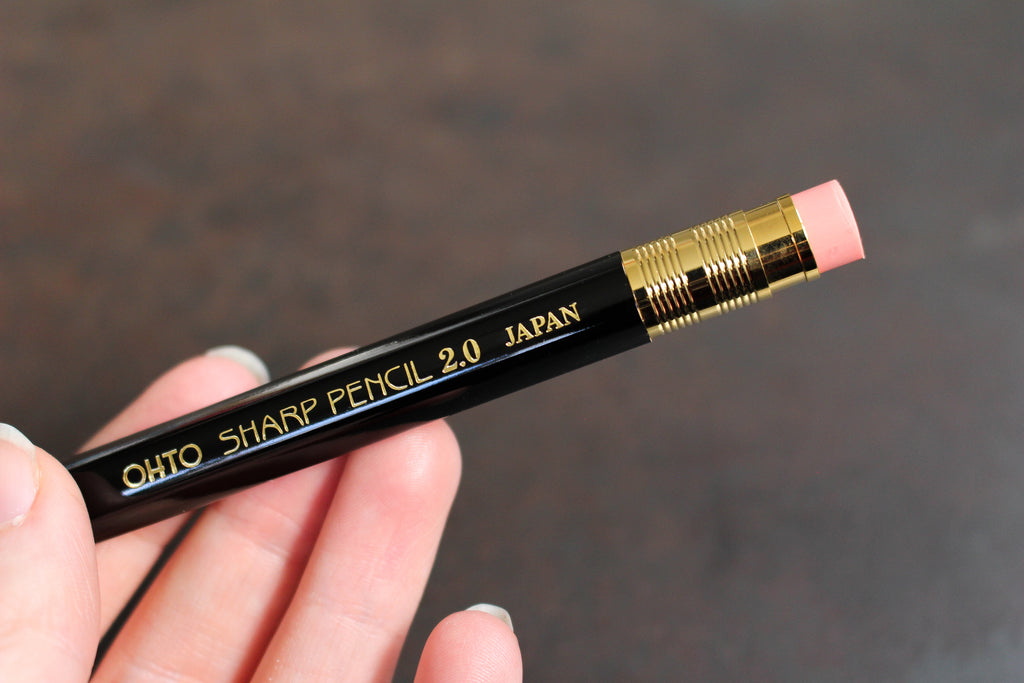 OHTO SHARP PENCIL 2.0 JAPAN